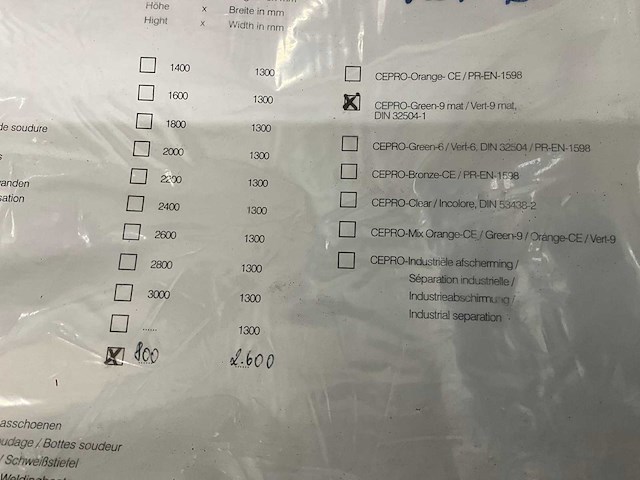 Höhe x Breite in mm
Hight x Width in mm
1400 1300
1600 1300
1800 1300
2000 1300
2200 1300
2400 1300
2600 1300
2800 1300
3000 1300
...... 1300
800 2.600
CEPRO-Orange- CE / PR-EN-1598
CEPRO-Green-9 mat / Vert-9 mat,
DIN 32504-1
CEPRO-Green-6 / Vert-6, DIN 32504 / PR-EN-1598
CEPRO-Bronze-CE / PR-EN-1598
CEPRO-Clear / Incolore, DIN 53438-2
CEPRO-Mix Orange-CE / Green-9 / Orange-CE / Vert-9
CEPRO-Industriële afscherming /
Séparation industrielle /
Industrieabschirmung /
Industrial separation
de soudure
asschoenen
oudage / Bottes soudeur
/ Schweißstiefel